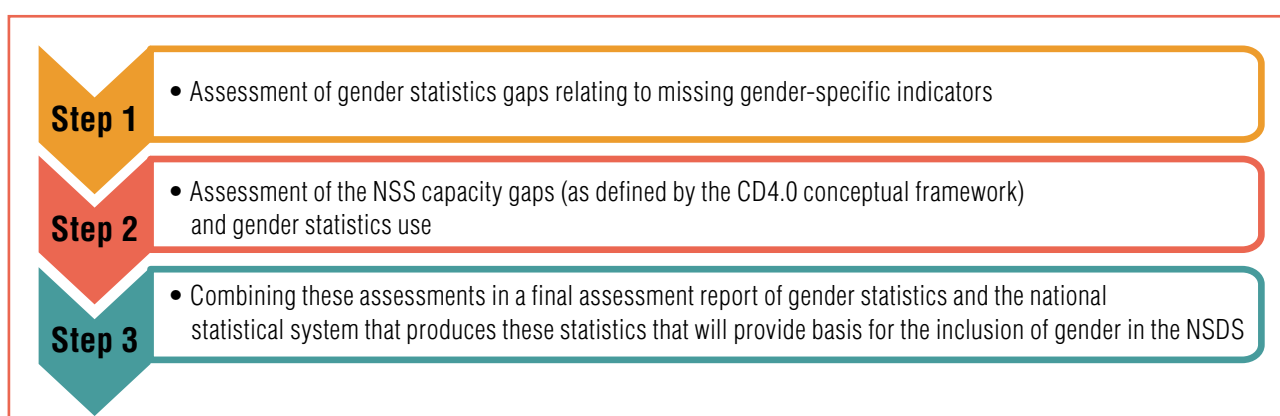 Step 1
• Assessment of gender statistics gaps relating to missing gender-specific indicators
Step 2
• Assessment of the NSS capacity gaps (as defined by the CD4.0 conceptual framework)
and gender statistics use
Step 3
• Combining these assessments in a final assessment report of gender statistics and the national
statistical system that produces these statistics that will provide basis for the inclusion of gender in the NSDS